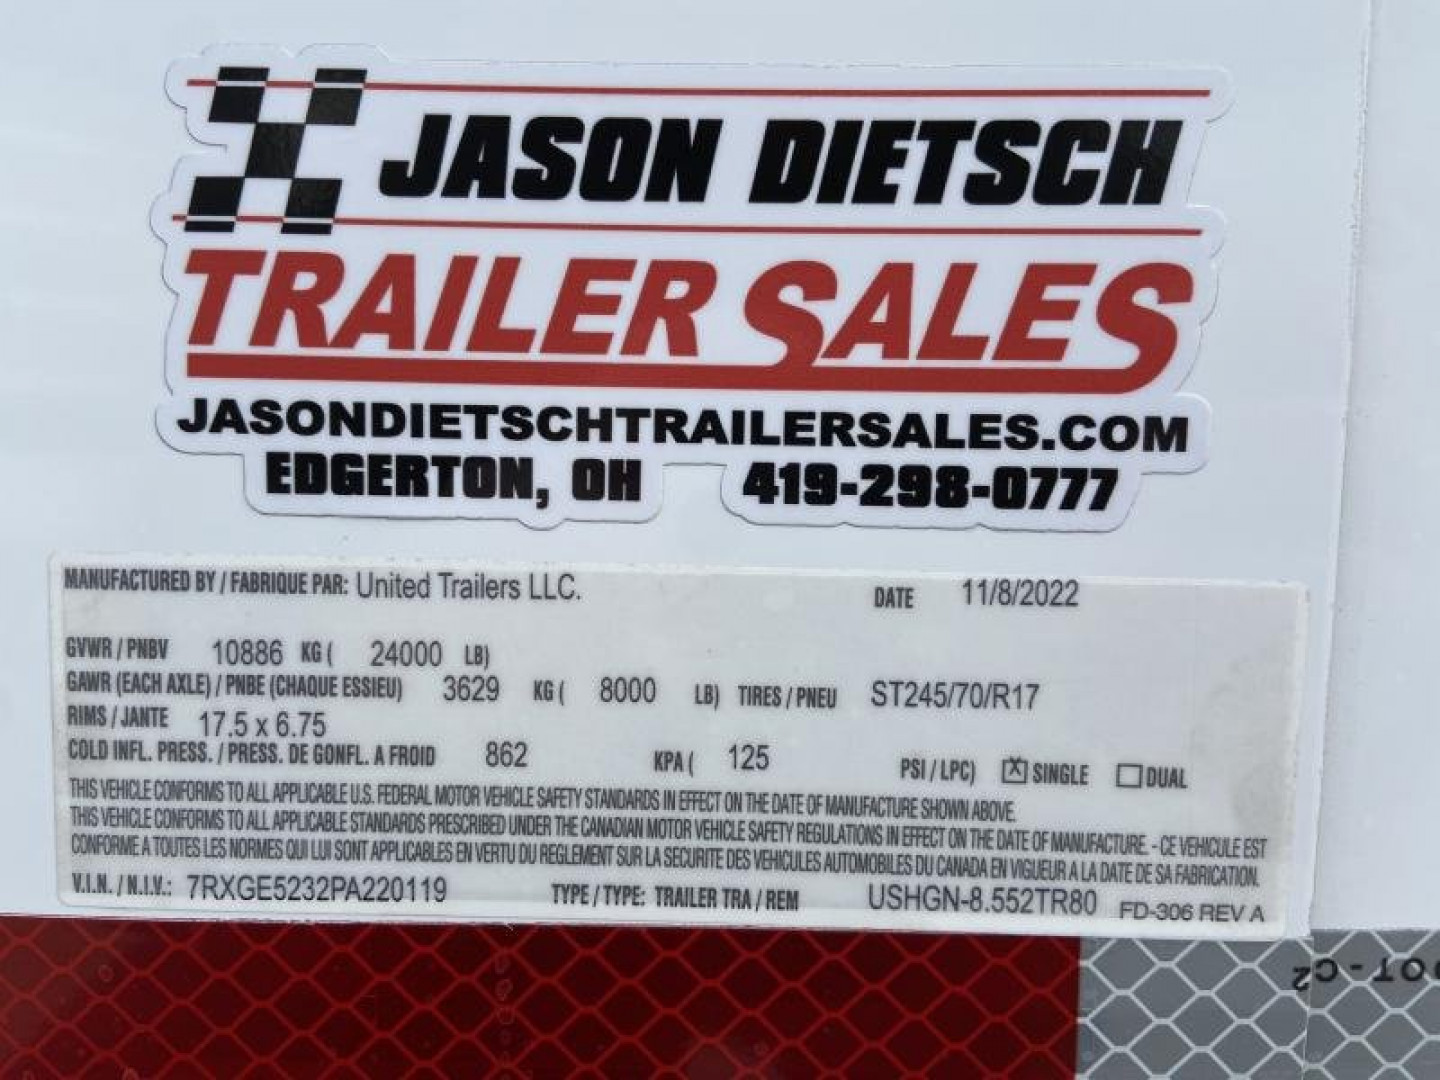 JASON DIETSCH
TRAILER SALES
JASONDIETSCHTRAILERSALES.COM
EDGERTON, OH 419-298-0777
MANUFACTURED BY / FABRIQUE PAR: United Trailers LLC. DATE 11/8/2022
GVWR / PNBV 10886 KG ( 24000 LB)
GAWR (EACH AXLE) / PNBE (CHAQUE ESSIEU) 3629 KG ( 8000 LB) TIRES / PNEU ST245/70/R17
RIMS / JANTE 17.5 x 6.75
COLD INFL. PRESS. / PRESS. DE GONFL. A FROID 862 KPA ( 125 PSI / LPC) X SINGLE DUAL
THIS VEHICLE CONFORMS TO ALL APPLICABLE U.S. FEDERAL MOTOR VEHICLE SAFETY STANDARDS IN EFFECT ON THE DATE OF MANUFACTURE SHOWN ABOVE.
THIS VEHICLE CONFORMS TO ALL APPLICABLE STANDARDS PRESCRIBED UNDER THE CANADIAN MOTOR VEHICLE SAFETY REGULATIONS IN EFFECT ON THE DATE OF MANUFACTURE. - CE VEHICULE EST
CONFORME A TOUTES LES NORMES QUI LUI SONT APPLICABLES EN VERTU DU REGLEMENT SUR LA SECURITE DES VEHICULES AUTOMOBILES DU CANADA EN VIGUEUR A LA DATE DE SA FABRICATION.
V.I.N. / N.I.V.: 7RXGE5232PA220119 TYPE / TYPE: TRAILER TRA / REM USHGN-8.552TR80 FD-306 REV A
DOT-C2